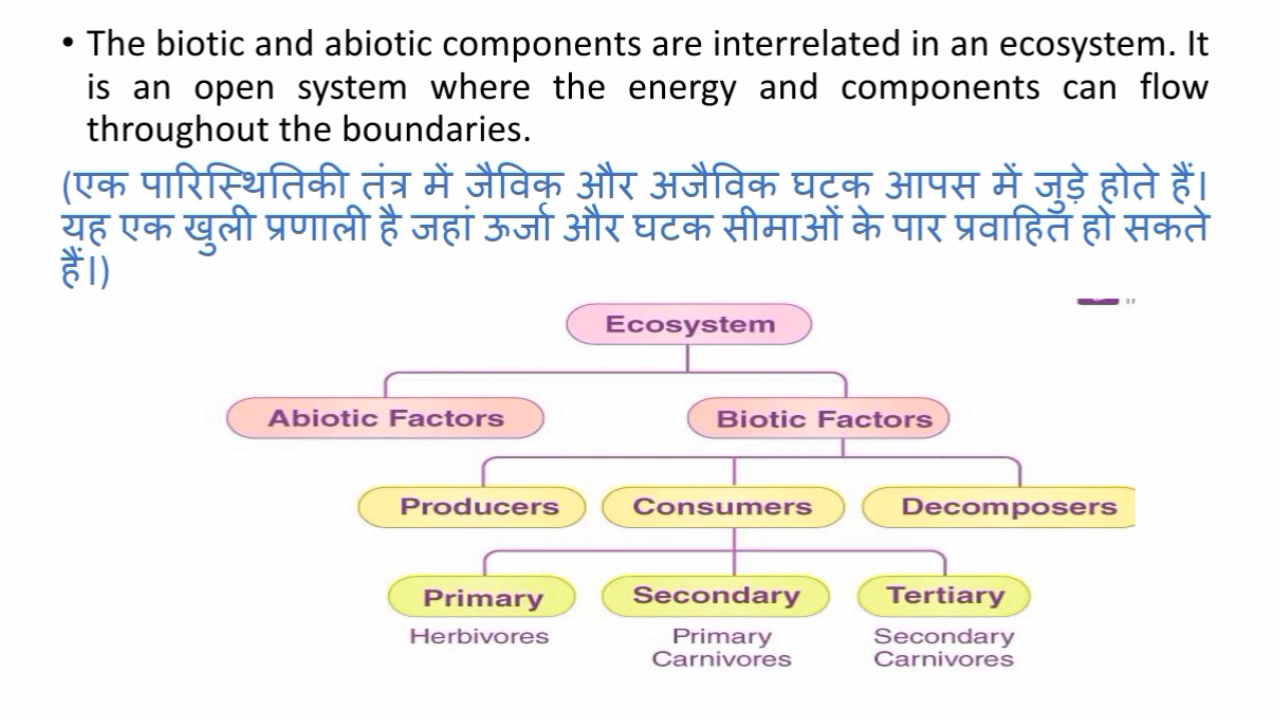 • The biotic and abiotic components are interrelated in an ecosystem. It
is an open system where the energy and components can flow
throughout the boundaries.
(एक पारिस्थितिकी तंत्र में जैविक और अजैविक घटक आपस में जुड़े होते हैं।
यह एक खुली प्रणाली है जहां ऊर्जा और घटक सीमाओं के पार प्रवाहित हो सकते
हैं।)
Ecosystem
Abiotic Factors Biotic Factors
Producers Consumers Decomposers
Primary Secondary Tertiary
Herbivores Primary Secondary
Carnivores Carnivores